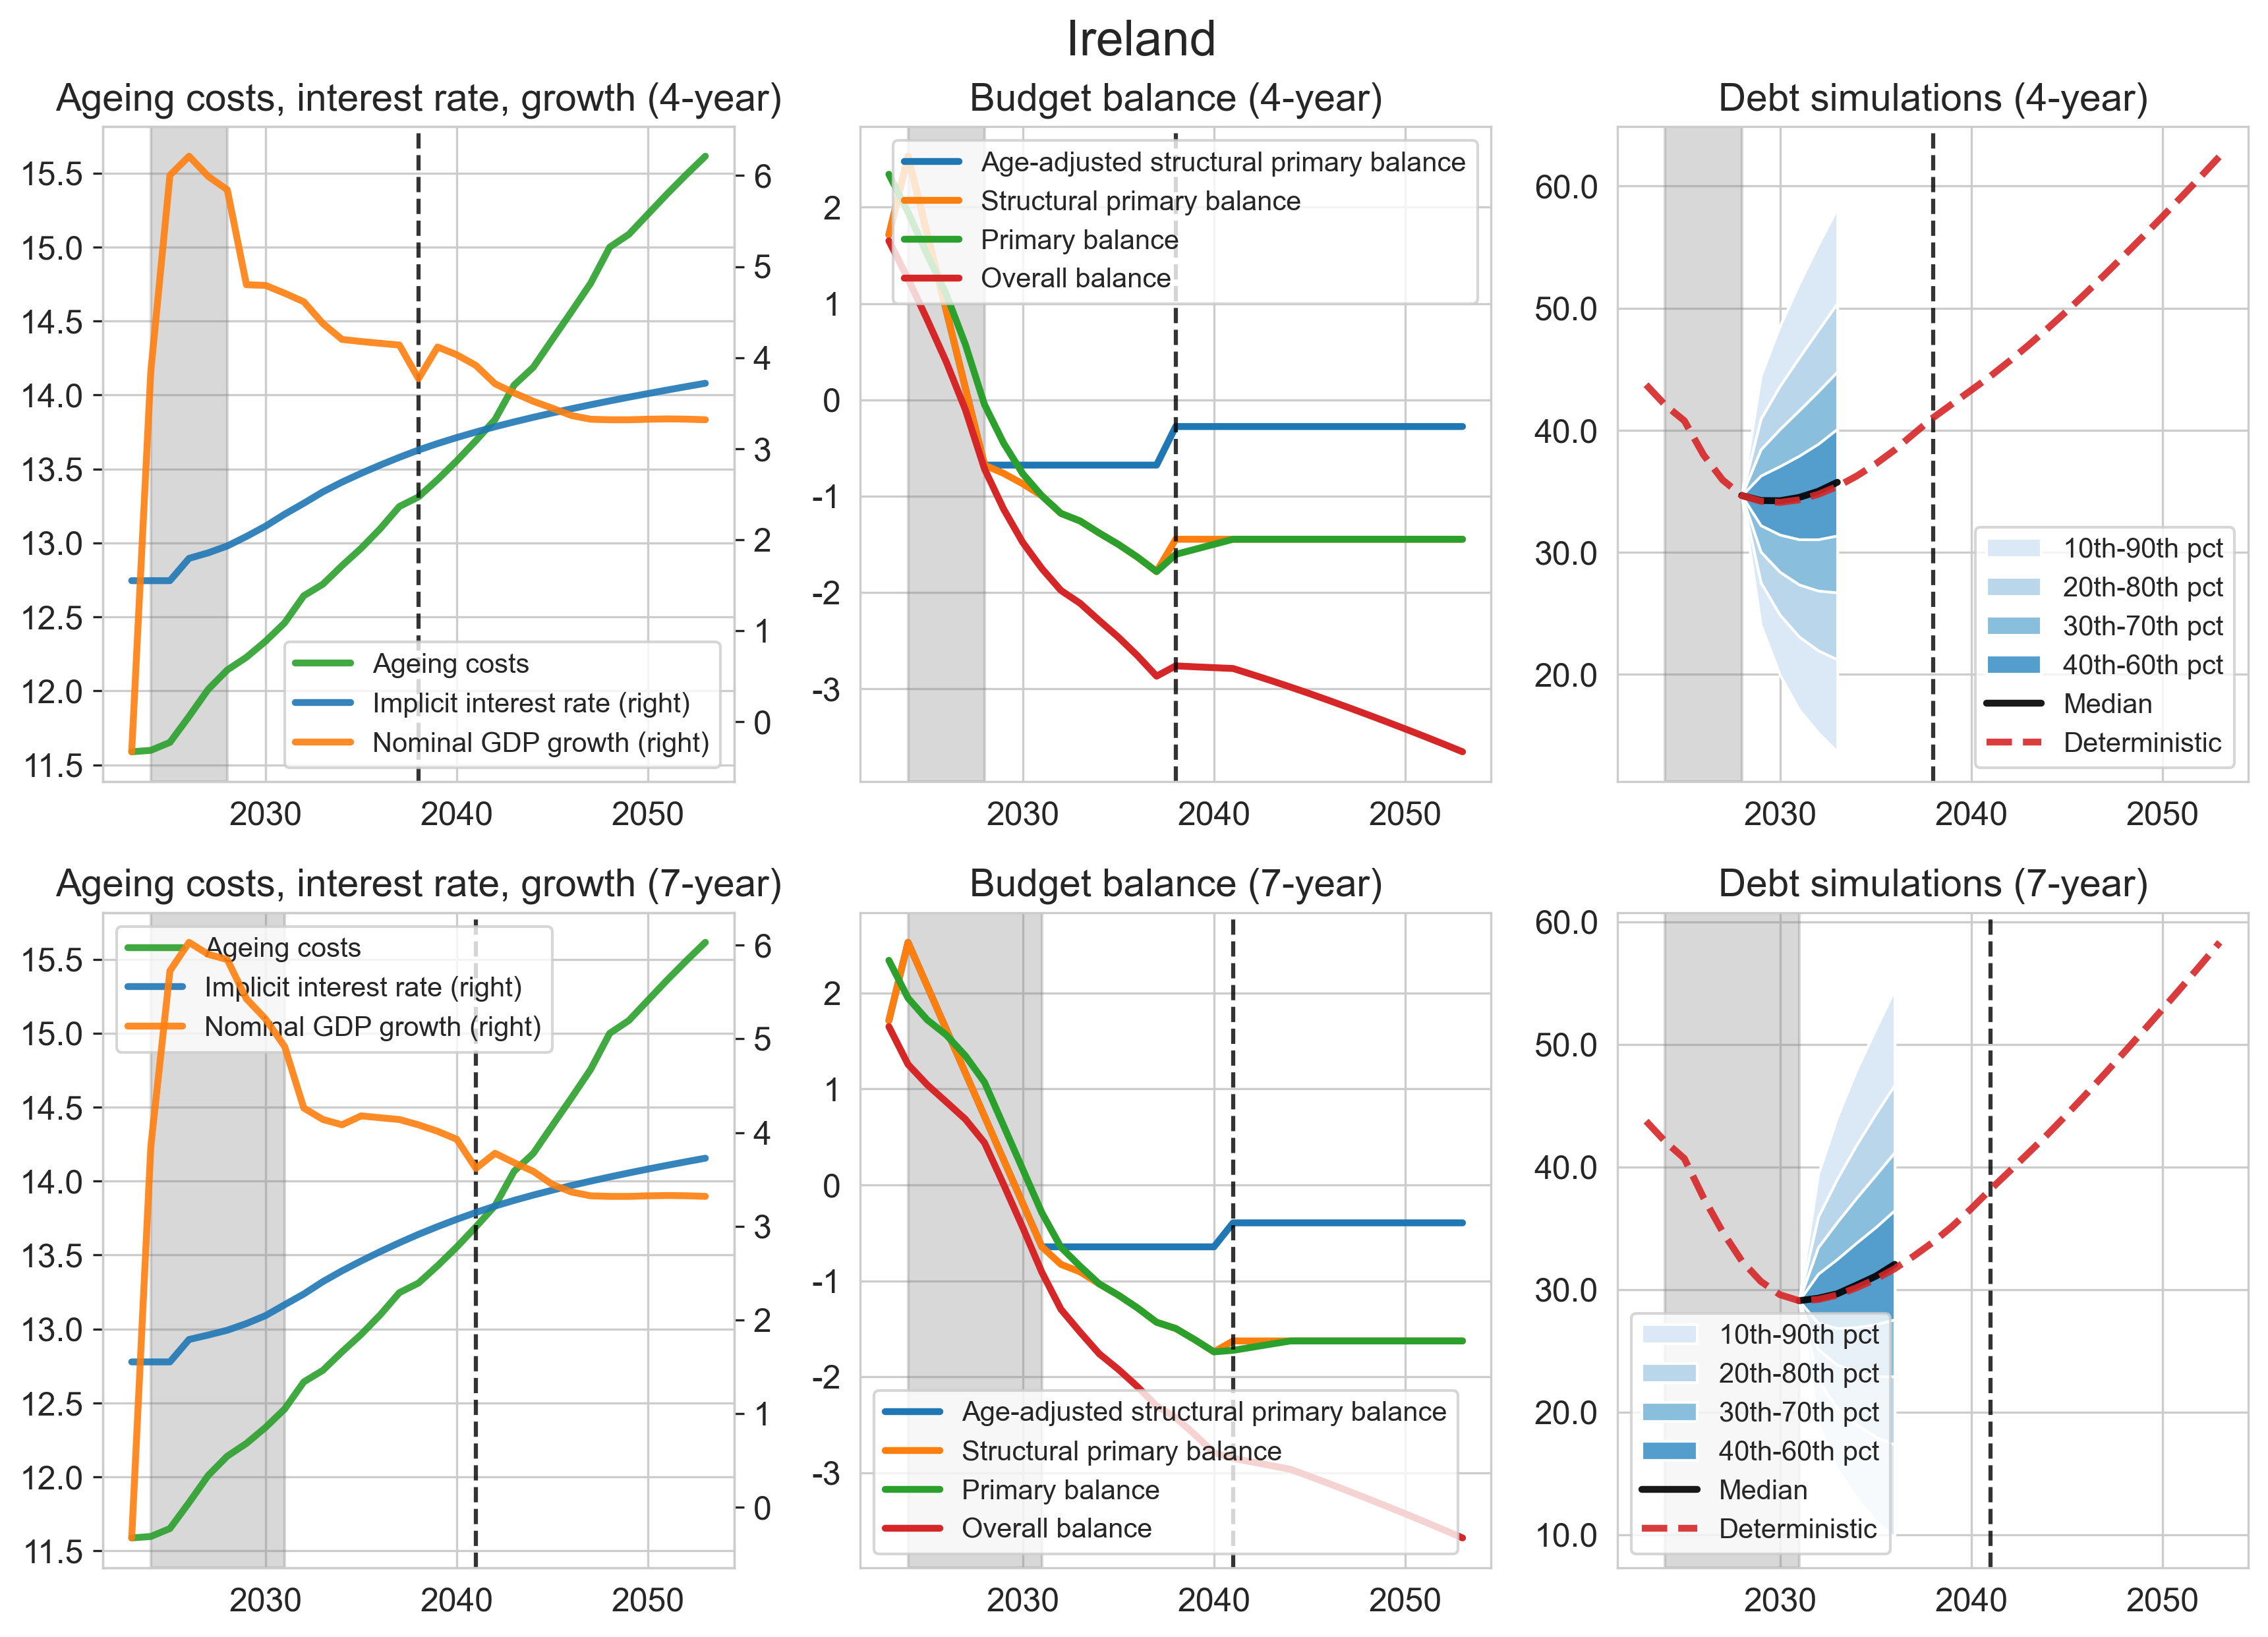 Ireland
Ageing costs, interest rate, growth (4-year)
15.5
15.0
14.5
14.0
13.5
13.0
12.5
12.0
11.5
6
5
4
3
2
1
0
2030
2040
2050
Ageing costs
Implicit interest rate (right)
Nominal GDP growth (right)
Budget balance (4-year)
2
1
0
-1
-2
-3
2030
2040
2050
Age-adjusted structural primary balance
Structural primary balance
Primary balance
Overall balance
Debt simulations (4-year)
60.0
50.0
40.0
30.0
20.0
2030
2040
2050
10th-90th pct
20th-80th pct
30th-70th pct
40th-60th pct
Median
Deterministic
Ageing costs, interest rate, growth (7-year)
15.5
15.0
14.5
14.0
13.5
13.0
12.5
12.0
11.5
6
5
4
3
2
1
0
2030
2040
2050
Ageing costs
Implicit interest rate (right)
Nominal GDP growth (right)
Budget balance (7-year)
2
1
0
-1
-2
-3
2030
2040
2050
Age-adjusted structural primary balance
Structural primary balance
Primary balance
Overall balance
Debt simulations (7-year)
60.0
50.0
40.0
30.0
20.0
10.0
2030
2040
2050
10th-90th pct
20th-80th pct
30th-70th pct
40th-60th pct
Median
Deterministic